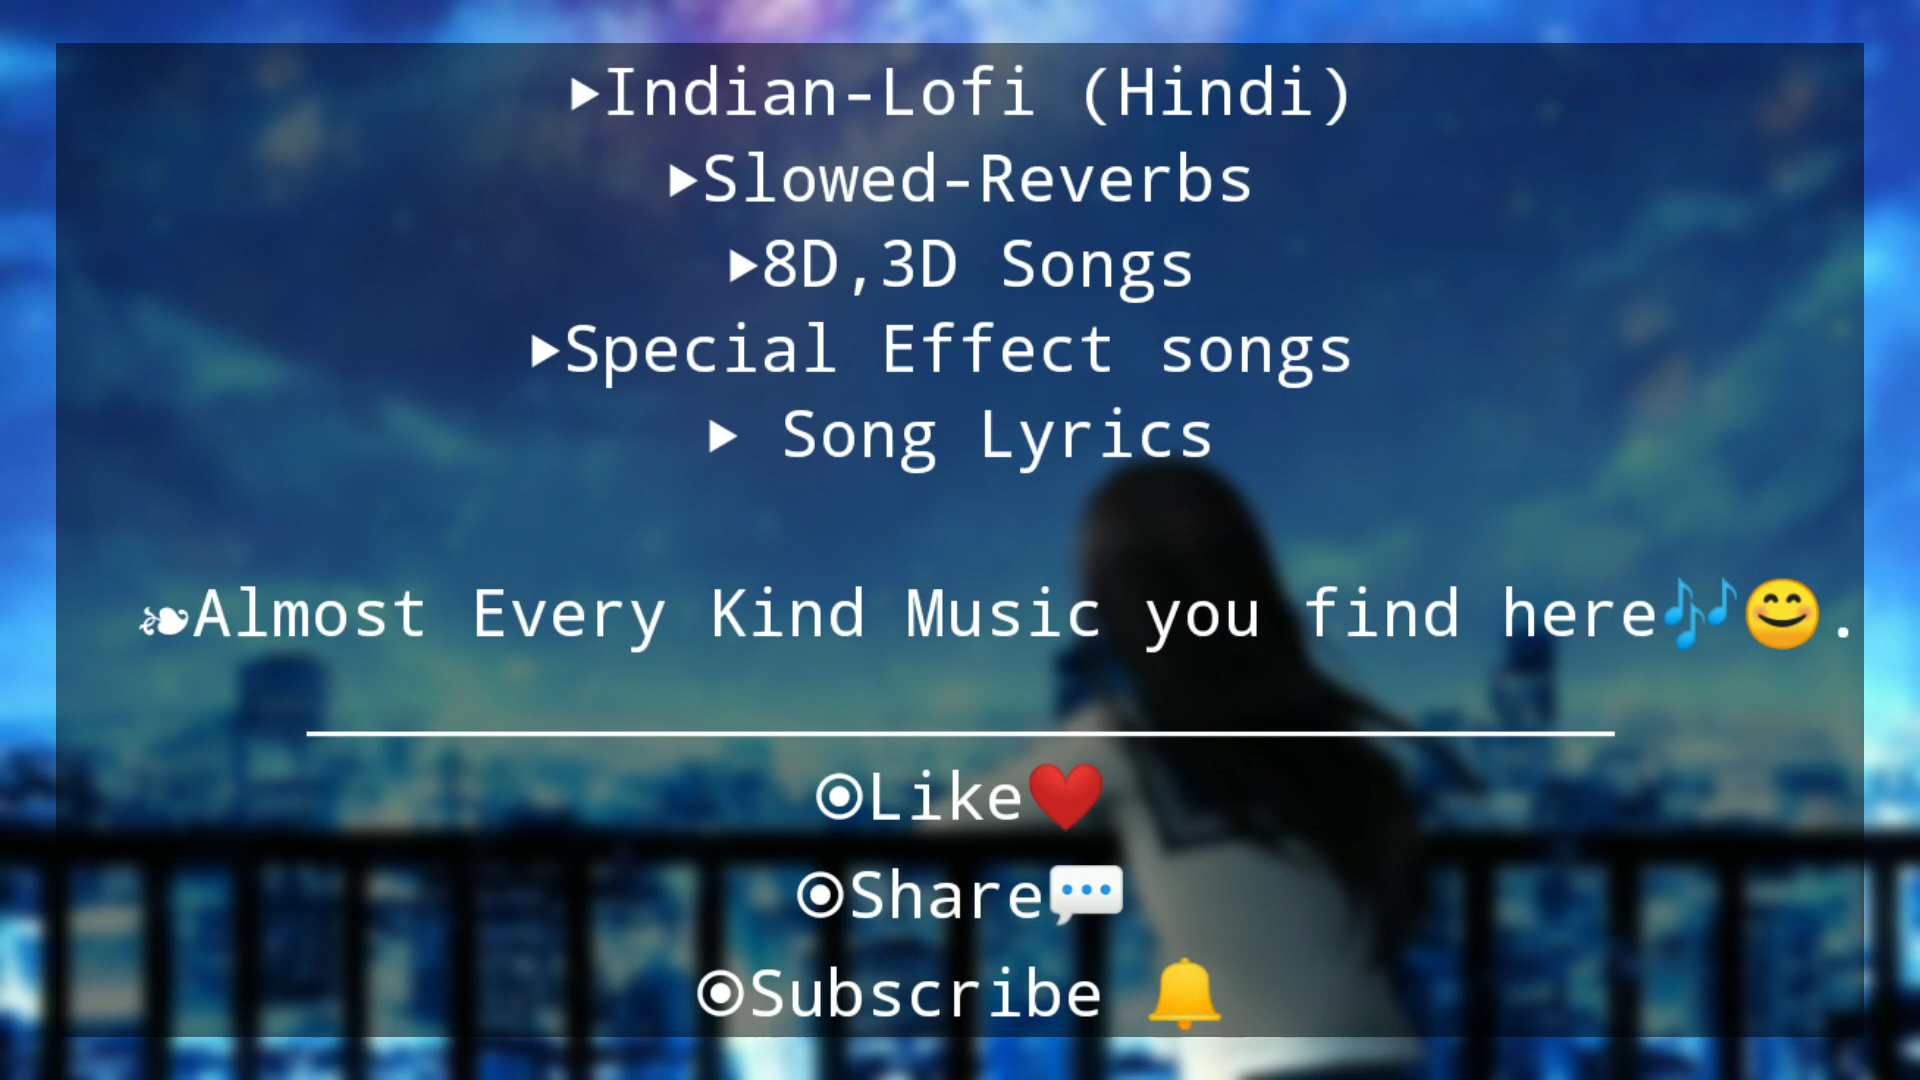 ▶Indian-Lofi (Hindi)
▶Slowed-Reverbs
▶8D,3D Songs
▶Special Effect songs
▶ Song Lyrics
❧Almost Every Kind Music you find here🎶😊.
◉Like❤️
◉Share💬
◉Subscribe 🔔